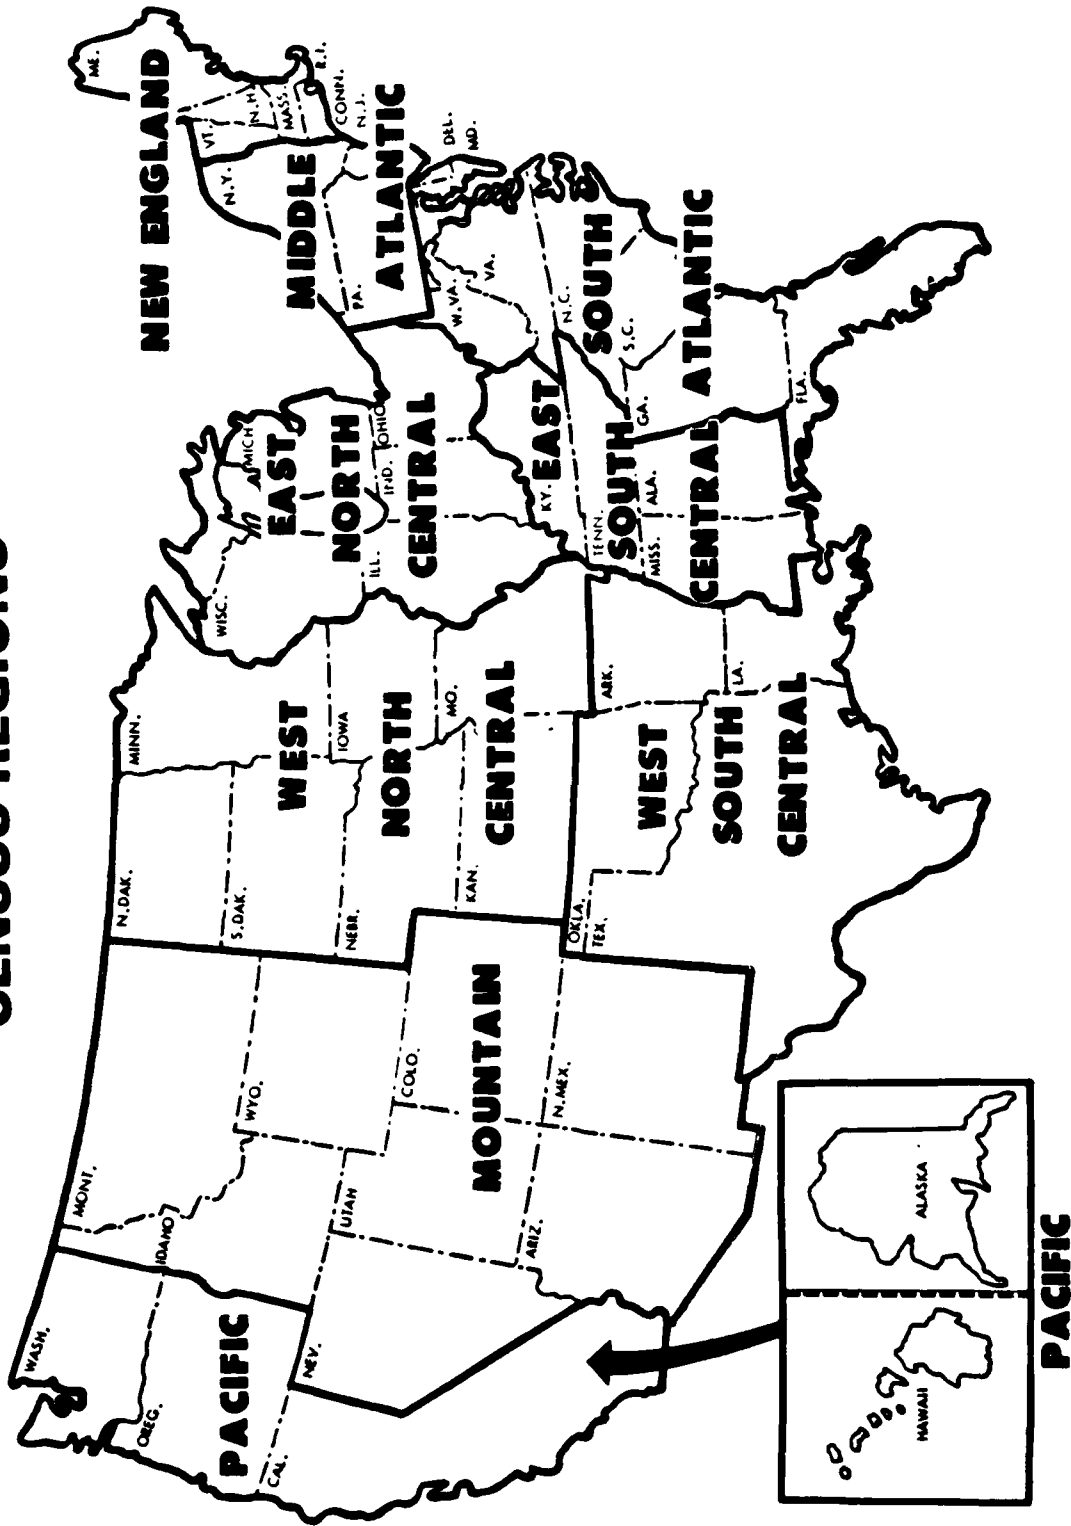 CENSUS REGIONS
WASH.
OREG.
PACIFIC
CAL.
NEV.
IDAHO
MONT.
WYO.
UTAH
COLO.
ARIZ.
N.MEX.
MOUNTAIN
N.DAK.
S.DAK.
NEBR.
KAN.
MINN.
IOWA
MO.
WEST
NORTH
CENTRAL
OKLA.
TEX.
ARK.
LA.
WEST
SOUTH
CENTRAL
WISC.
MICH
ILL.
IND.
OHIO
EAST
NORTH
CENTRAL
KY.
TENN.
MISS.
ALA.
EAST
SOUTH
CENTRAL
ME.
VT.
N.H.
MASS.
R.I.
CONN.
NEW ENGLAND
N.Y.
N.J.
PA.
MIDDLE
ATLANTIC
DEL.
MD.
W.VA.
VA.
N.C.
S.C.
GA.
FLA.
SOUTH
ATLANTIC
HAWAII
ALASKA
PACIFIC